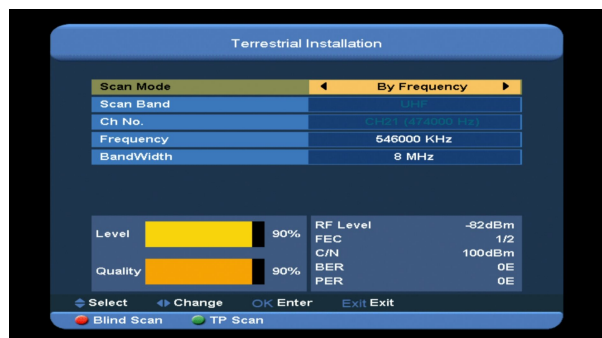 Terrestrial Installation
Scan Mode By Frequency
Scan Band UHF
Ch No. CH21 (474000 Hz)
Frequency 546000 KHz
BandWidth 8 MHz
Level 90%
Quality 90%
RF Level -82dBm
FEC 1/2
C/N 100dBm
BER 0E
PER 0E
Select Change OK Enter Exit Exit
Blind Scan TP Scan